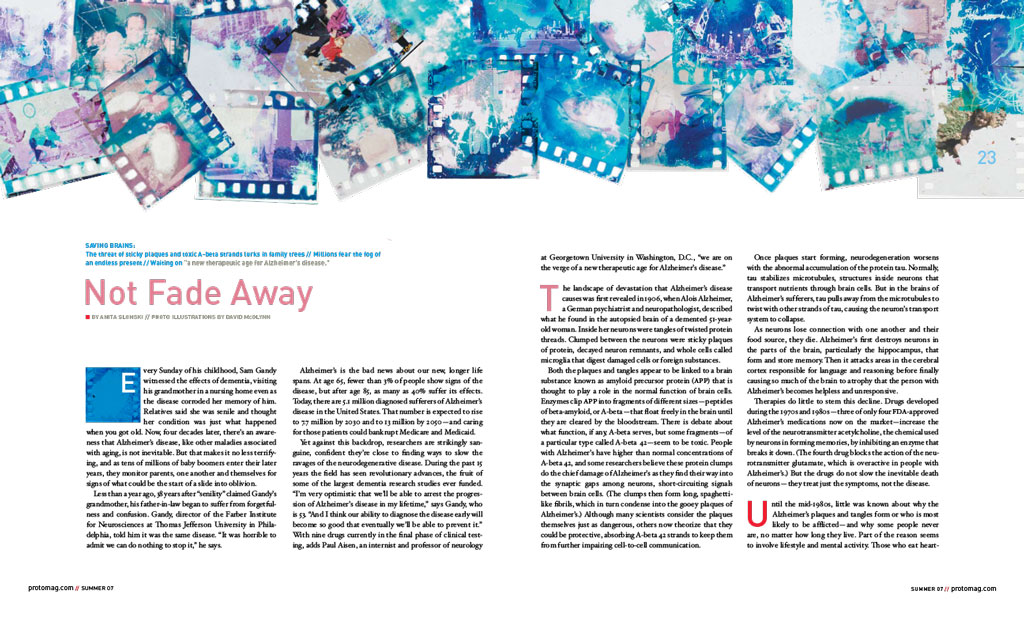 23
SAVING BRAINS:
The threat of sticky plaques and toxic A-beta strands lurks in family trees // Millions fear the fog of
an endless present // Waiting on "a new therapeutic age for Alzheimer's disease."
Not Fade Away
BY ANITA SLOMSKI // PHOTO ILLUSTRATIONS BY DAVID McGLYNN
Every Sunday of his childhood, Sam Gandy
witnessed the effects of dementia, visiting
his grandmother in a nursing home even as
the disease corroded her memory of him.
Relatives said she was senile and thought
her condition was just what happened
when you got old. Now, four decades later, there's an aware-
ness that Alzheimer's disease, like other maladies associated
with aging, is not inevitable. But that makes it no less terrify-
ing, and as tens of millions of baby boomers enter their later
years, they monitor parents, one another and themselves for
signs of what could be the start of a slide into oblivion.
Less than a year ago, 38 years after "senility" claimed Gandy's
grandmother, his father-in-law began to suffer from forgetful-
ness and confusion. Gandy, director of the Farber Institute
for Neurosciences at Thomas Jefferson University in Phila-
delphia, told him it was the same disease. "It was horrible to
admit we can do nothing to stop it," he says.
Alzheimer's is the bad news about our new, longer life
spans. At age 65, fewer than 3% of people show signs of the
disease, but after age 85, as many as 40% suffer its effects.
Today, there are 5.1 million diagnosed sufferers of Alzheimer's
disease in the United States. That number is expected to rise
to 7.7 million by 2030 and to 13 million by 2050—and caring
for those patients could bankrupt Medicare and Medicaid.
Yet against this backdrop, researchers are strikingly san-
guine, confident they're close to finding ways to slow the
ravages of the neurodegenerative disease. During the past 15
years the field has seen revolutionary advances, the fruit of
some of the largest dementia research studies ever funded.
"I'm very optimistic that we'll be able to arrest the progres-
sion of Alzheimer's disease in my lifetime," says Gandy, who
is 53. "And I think our ability to diagnose the disease early will
become so good that eventually we'll be able to prevent it."
With nine drugs currently in the final phase of clinical test-
ing, adds Paul Aisen, an internist and professor of neurology
at Georgetown University in Washington, D.C., "we are on
the verge of a new therapeutic age for Alzheimer's disease."
The landscape of devastation that Alzheimer's disease
causes was first revealed in 1906, when Alois Alzheimer,
a German psychiatrist and neuropathologist, described
what he found in the autopsied brain of a demented 51-year-
old woman. Inside her neurons were tangles of twisted protein
threads. Clumped between the neurons were sticky plaques
of protein, decayed neuron remnants, and whole cells called
microglia that digest damaged cells or foreign substances.
Both the plaques and tangles appear to be linked to a brain
substance known as amyloid precursor protein (APP) that is
thought to play a role in the normal function of brain cells.
Enzymes clip APP into fragments of different sizes—peptides
of beta-amyloid, or A-beta—that float freely in the brain until
they are cleared by the bloodstream. There is debate about
what function, if any, A-beta serves, but some fragments—of
a particular type called A-beta 42—seem to be toxic. People
with Alzheimer's have higher than normal concentrations of
A-beta 42, and some researchers believe these protein clumps
do the chief damage of Alzheimer's as they find their way into
the synaptic gaps among neurons, short-circuiting signals
between brain cells. (The clumps then form long, spaghetti-
like fibrils, which in turn condense into the gooey plaques of
Alzheimer's.) Although many scientists consider the plaques
themselves just as dangerous, others now theorize that they
could be protective, absorbing A-beta 42 strands to keep them
from further impairing cell-to-cell communication.
Once plaques start forming, neurodegeneration worsens
with the abnormal accumulation of the protein tau. Normally,
tau stabilizes microtubules, structures inside neurons that
transport nutrients through brain cells. But in the brains of
Alzheimer's sufferers, tau pulls away from the microtubules to
twist with other strands of tau, causing the neuron's transport
system to collapse.
As neurons lose connection with one another and their
food source, they die. Alzheimer's first destroys neurons in
the parts of the brain, particularly the hippocampus, that
form and store memory. Then it attacks areas in the cerebral
cortex responsible for language and reasoning before finally
causing so much of the brain to atrophy that the person with
Alzheimer's becomes helpless and unresponsive.
Therapies do little to stem this decline. Drugs developed
during the 1970s and 1980s—three of only four FDA-approved
Alzheimer's medications now on the market—increase the
level of the neurotransmitter acetylcholine, the chemical used
by neurons in forming memories, by inhibiting an enzyme that
breaks it down. (The fourth drug blocks the action of the neu-
rotransmitter glutamate, which is overactive in people with
Alzheimer's.) But the drugs do not slow the inevitable death
of neurons—they treat just the symptoms, not the disease.
Until the mid-1980s, little was known about why the
Alzheimer's plaques and tangles form or who is most
likely to be afflicted—and why some people never
are, no matter how long they live. Part of the reason seems
to involve lifestyle and mental activity. Those who eat heart-
protomag.com // SUMMER 07
SUMMER 07 // protomag.com